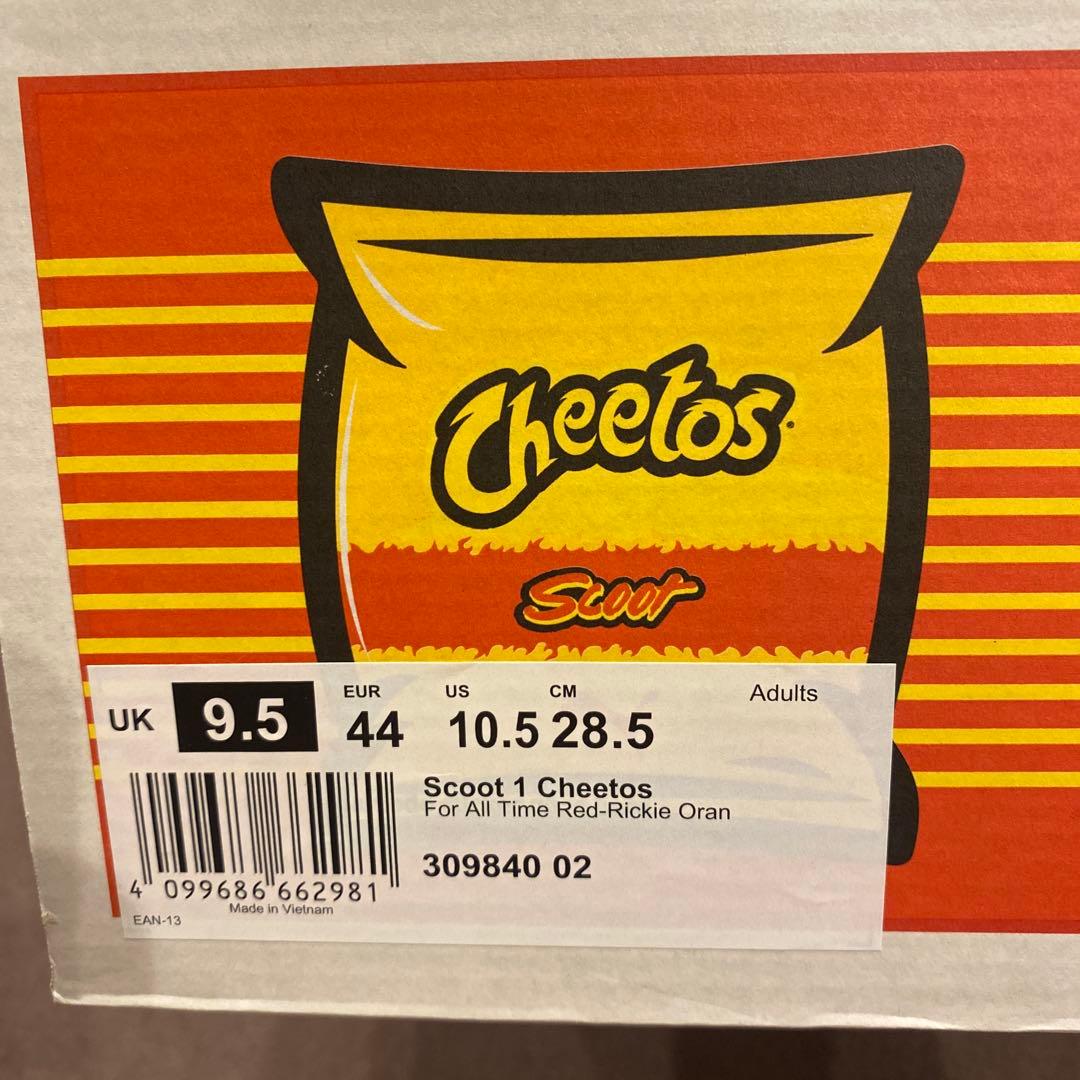 Cheetos
Scoot
UK 9.5 EUR 44 US 10.5 CM 28.5 Adults
Scoot 1 Cheetos
For All Time Red-Rickie Oran
309840 02
4 099686 662981
Made in Vietnam
EAN-13